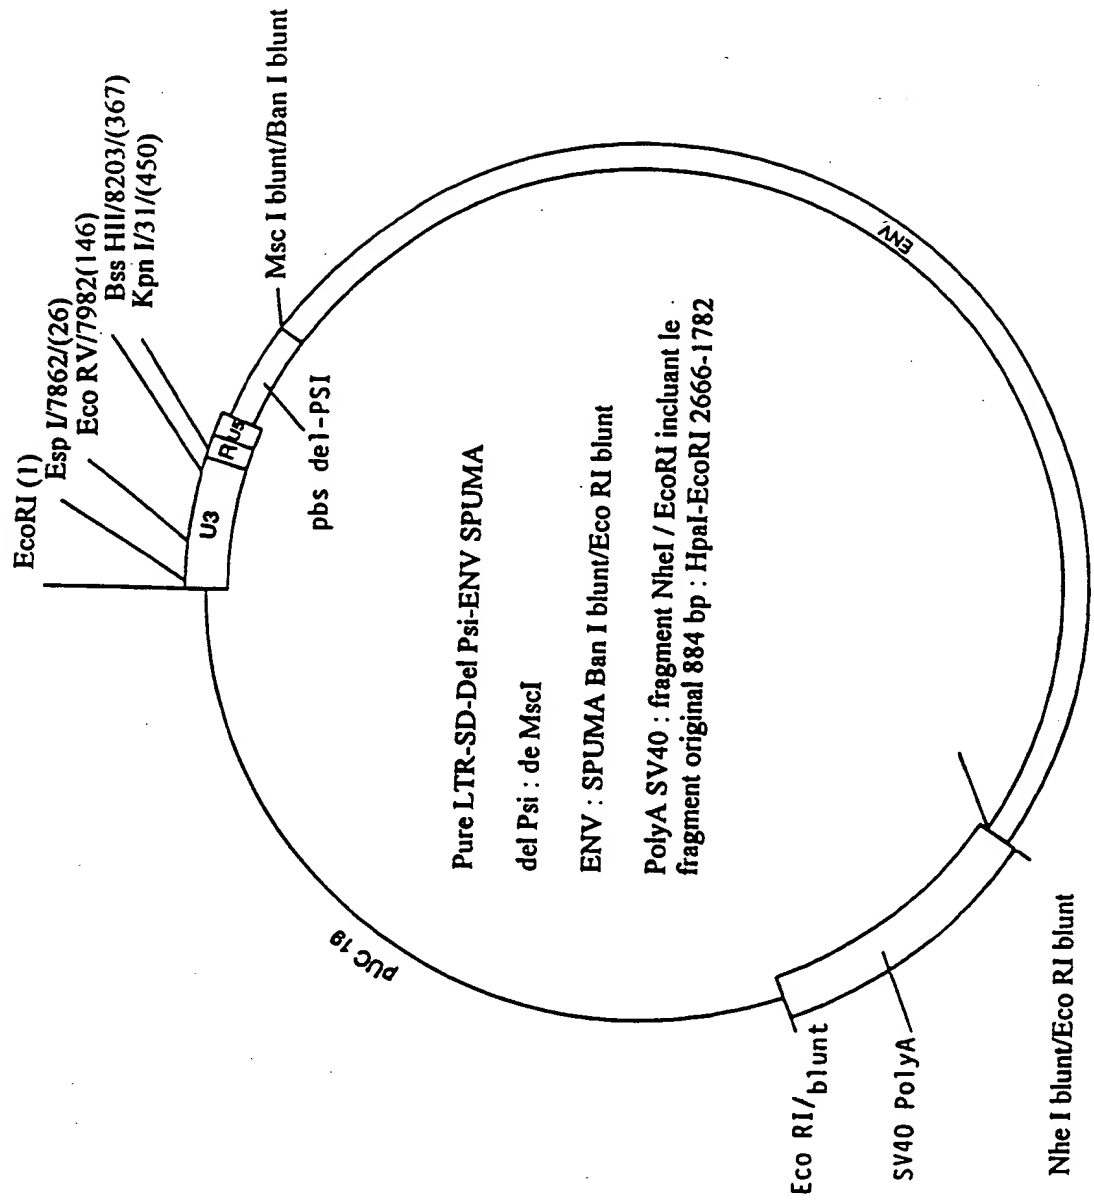 EcoRI (1)
Esp I/7862/(26)
Eco RV/7982(146)
Bss HII/8203/(367)
Kpn I/31/(450)
Msc I blunt/Ban I blunt
U3
R
U5
pbs del-PSI
ENV
Pure LTR-SD-Del Psi-ENV SPUMA
del Psi : de MscI
ENV : SPUMA Ban I blunt/Eco RI blunt
PolyA SV40 : fragment NheI / EcoRI incluant le
fragment original 884 bp : HpaI-EcoRI 2666-1782
pUC 19
Eco RI/blunt
SV40 PolyA
Nhe I blunt/Eco RI blunt